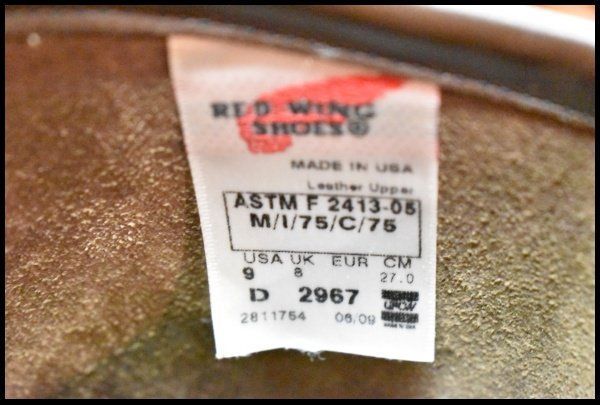 RED WING
SHOES®
MADE IN USA
Leather Upper
ASTM F 2413-05
M/I/75/C/75
USA UK EUR CM
9 8 27.0
D 2967
UFCW
2811754 06/09